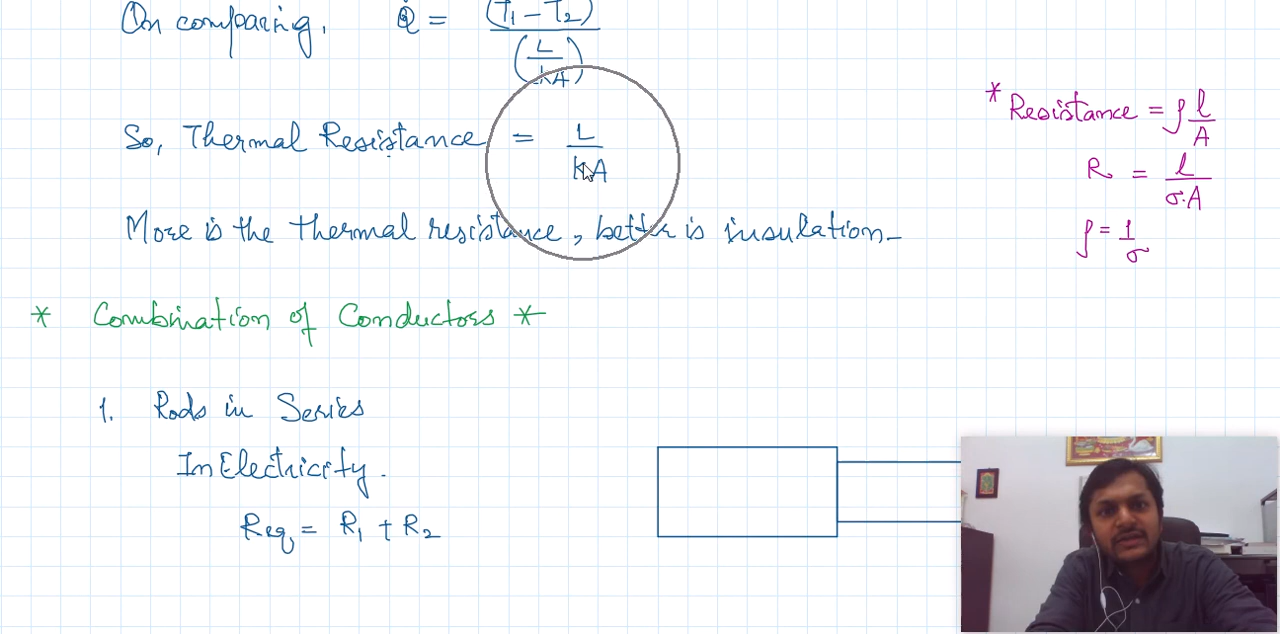 On comparing, Q̇ = (T₁ - T₂) / (L / kA)
So, Thermal Resistance = L / kA
More is the thermal resistance, better is insulation-
* Combination of Conductors *
1. Rods in Series
In Electricity.
Req = R₁ + R₂
* Resistance = ρ l / A
R = l / σ.A
ρ = 1 / σ